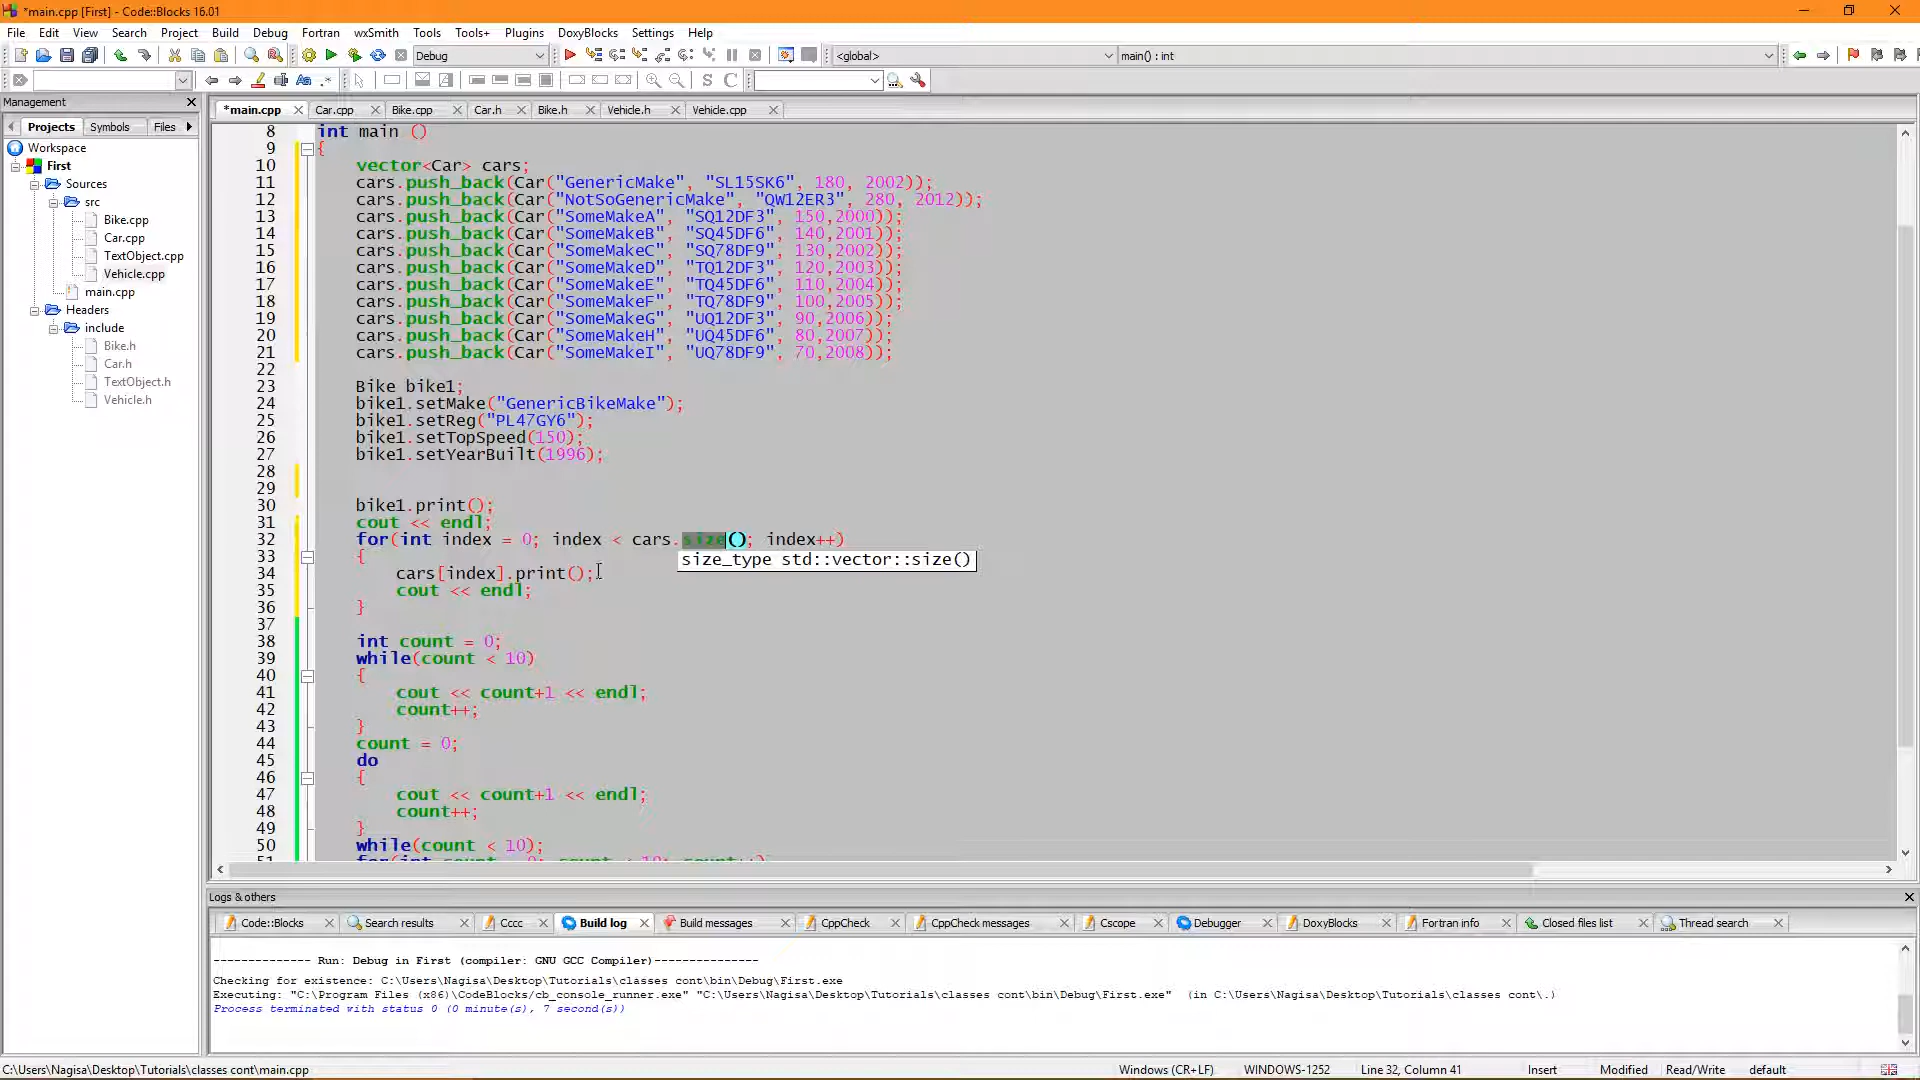 *main.cpp [First] - Code::Blocks 16.01
File Edit View Search Project Build Debug Fortran wxSmith Tools Tools+ Plugins DoxyBlocks Settings Help
Debug <global> main() : int
Management
*main.cpp Car.cpp Bike.cpp Car.h Bike.h Vehicle.h Vehicle.cpp
Projects Symbols Files
Workspace
First
Sources
src
Bike.cpp
Car.cpp
TextObject.cpp
Vehicle.cpp
main.cpp
Headers
include
Bike.h
Car.h
TextObject.h
Vehicle.h
8 int main ()
9 {
10 vector<Car> cars;
11 cars.push_back(Car("GenericMake", "SL15SK6", 180, 2002));
12 cars.push_back(Car("NotSoGenericMake", "QW12ER3", 280, 2012));
13 cars.push_back(Car("SomeMakeA", "SQ12DF3", 150,2000));
14 cars.push_back(Car("SomeMakeB", "SQ45DF6", 140,2001));
15 cars.push_back(Car("SomeMakeC", "SQ78DF9", 130,2002));
16 cars.push_back(Car("SomeMakeD", "TQ12DF3", 120,2003));
17 cars.push_back(Car("SomeMakeE", "TQ45DF6", 110,2004));
18 cars.push_back(Car("SomeMakeF", "TQ78DF9", 100,2005));
19 cars.push_back(Car("SomeMakeG", "UQ12DF3", 90,2006));
20 cars.push_back(Car("SomeMakeH", "UQ45DF6", 80,2007));
21 cars.push_back(Car("SomeMakeI", "UQ78DF9", 70,2008));
22
23 Bike bike1;
24 bike1.setMake("GenericBikeMake");
25 bike1.setReg("PL47GY6");
26 bike1.setTopSpeed(150);
27 bike1.setYearBuilt(1996);
28
29
30 bike1.print();
31 cout << endl;
32 for(int index = 0; index < cars.size(); index++)
33 {
size_type std::vector::size()
34 cars[index].print();
35 cout << endl;
36 }
37
38 int count = 0;
39 while(count < 10)
40 {
41 cout << count+1 << endl;
42 count++;
43 }
44 count = 0;
45 do
46 {
47 cout << count+1 << endl;
48 count++;
49 }
50 while(count < 10);
51 for(int count = 0; count < 10; count++)
Logs & others
Code::Blocks Search results Cccc Build log Build messages CppCheck CppCheck messages Cscope Debugger DoxyBlocks Fortran info Closed files list Thread search
-------------- Run: Debug in First (compiler: GNU GCC Compiler)---------------
Checking for existence: C:\Users\Nagisa\Desktop\Tutorials\classes cont\bin\Debug\First.exe
Executing: "C:\Program Files (x86)\CodeBlocks/cb_console_runner.exe" "C:\Users\Nagisa\Desktop\Tutorials\classes cont\bin\Debug\First.exe" (in C:\Users\Nagisa\Desktop\Tutorials\classes cont\.)
Process terminated with status 0 (0 minute(s), 7 second(s))
C:\Users\Nagisa\Desktop\Tutorials\classes cont\main.cpp Windows (CR+LF) WINDOWS-1252 Line 32, Column 41 Insert Modified Read/Write default